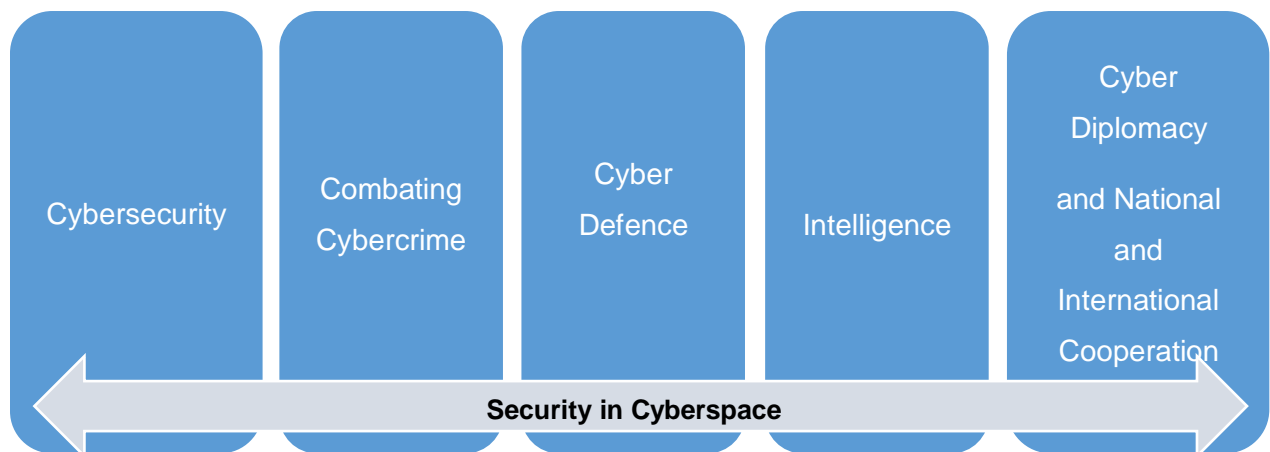 Cybersecurity
Combating
Cybercrime
Cyber
Defence
Intelligence
Cyber
Diplomacy
and National
and
International
Cooperation
Security in Cyberspace